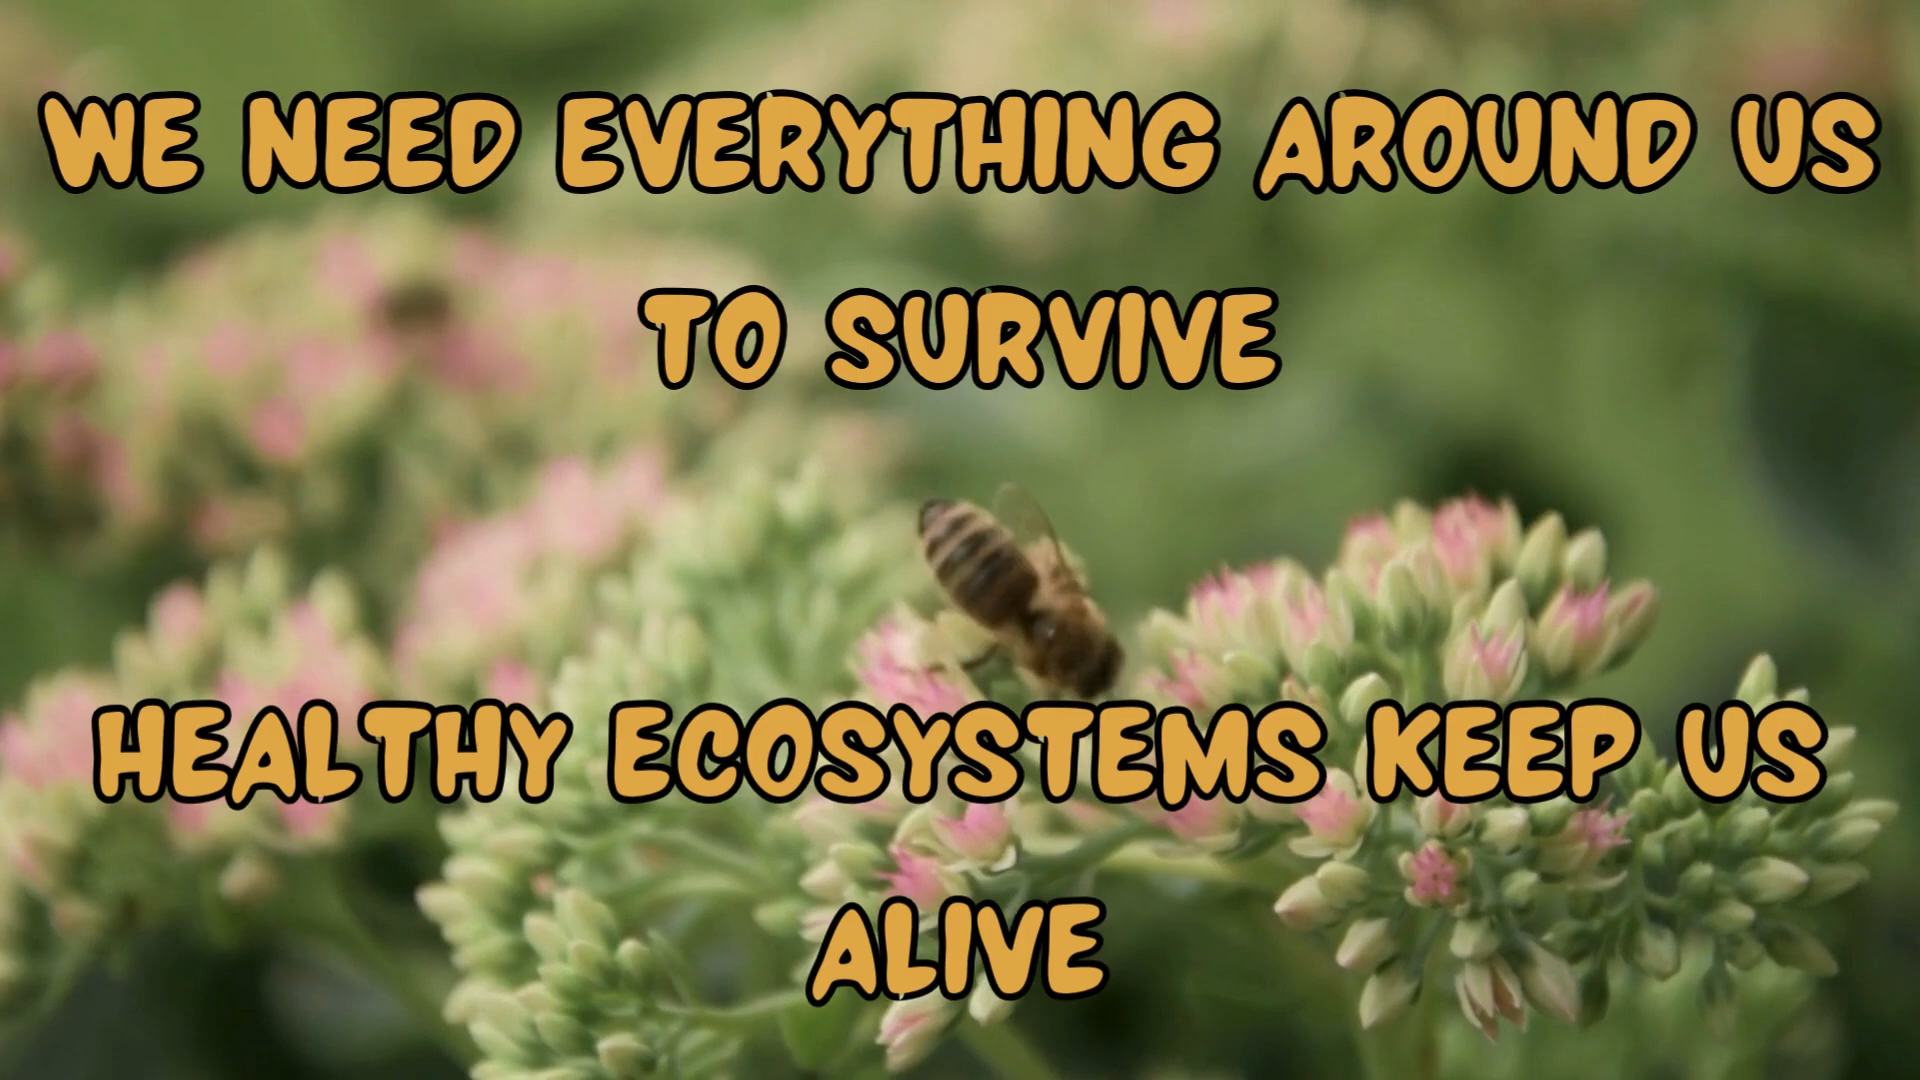 WE NEED EVERYTHING AROUND US
TO SURVIVE
HEALTHY ECOSYSTEMS KEEP US
ALIVE